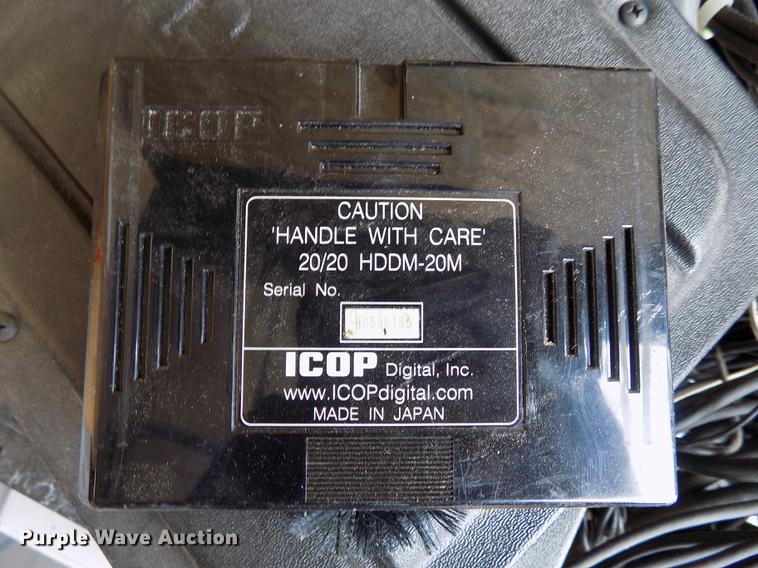 ICOP
CAUTION
'HANDLE WITH CARE'
20/20 HDDM-20M
Serial No.
ICOP Digital, Inc.
www.ICOPdigital.com
MADE IN JAPAN
Purple Wave Auction